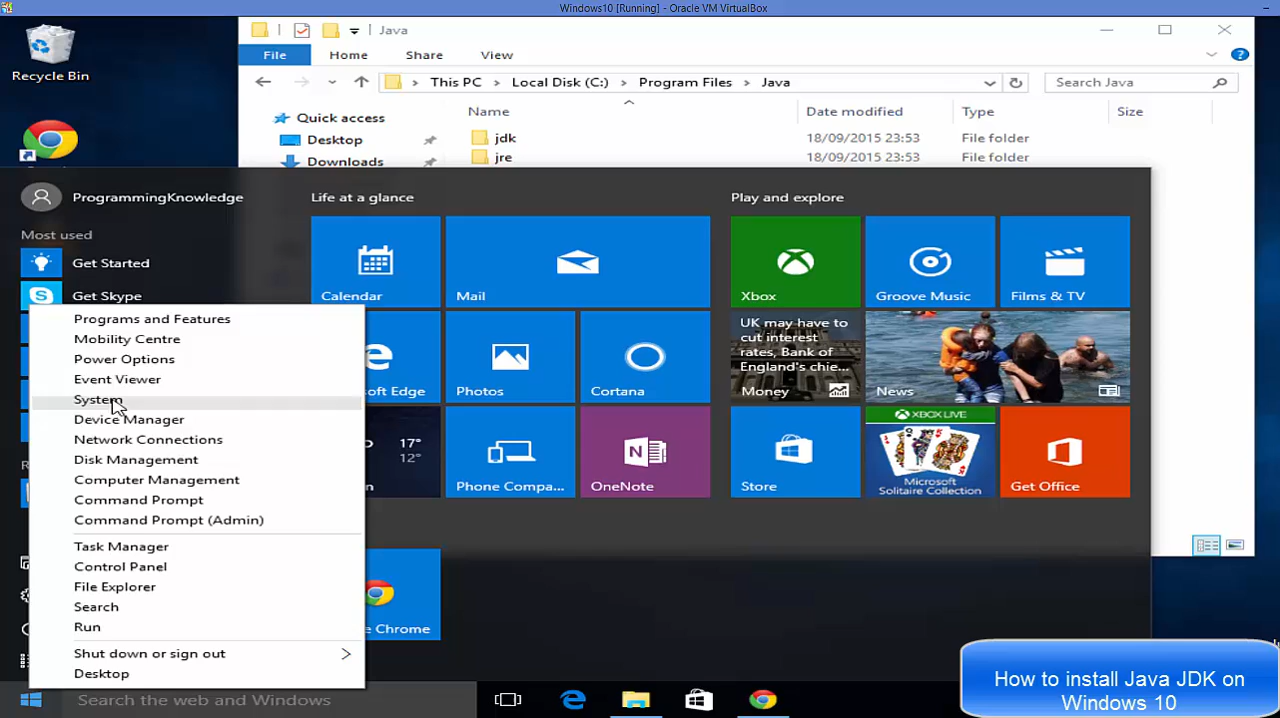 Windows10 [Running] - Oracle VM VirtualBox
Recycle Bin
Java
File Home Share View
This PC Local Disk (C:) Program Files Java
Search Java
Name Date modified Type Size
Quick access
Desktop
Downloads
jdk 18/09/2015 23:53 File folder
jre 18/09/2015 23:53 File folder
ProgrammingKnowledge
Most used
Get Started
Get Skype
Life at a glance
Calendar
Mail
soft Edge
Photos
Cortana
17°
12°
Phone Compa...
OneNote
e Chrome
Play and explore
Xbox
Groove Music
Films & TV
UK may have to
cut interest
rates, Bank of
England's chie...
Money
News
Store
XBOX LIVE
Microsoft
Solitaire Collection
Get Office
Programs and Features
Mobility Centre
Power Options
Event Viewer
System
Device Manager
Network Connections
Disk Management
Computer Management
Command Prompt
Command Prompt (Admin)
Task Manager
Control Panel
File Explorer
Search
Run
Shut down or sign out
Desktop
Search the web and Windows
How to install Java JDK on
Windows 10